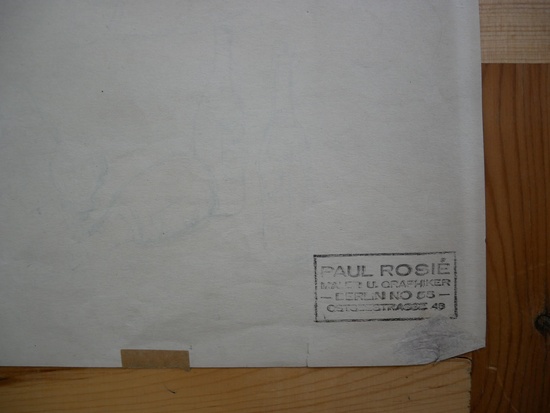 PAUL ROSIÉ
MALER U. GRAPHIKER
— BERLIN NO 55 —
OSTSEESTRASSE 49